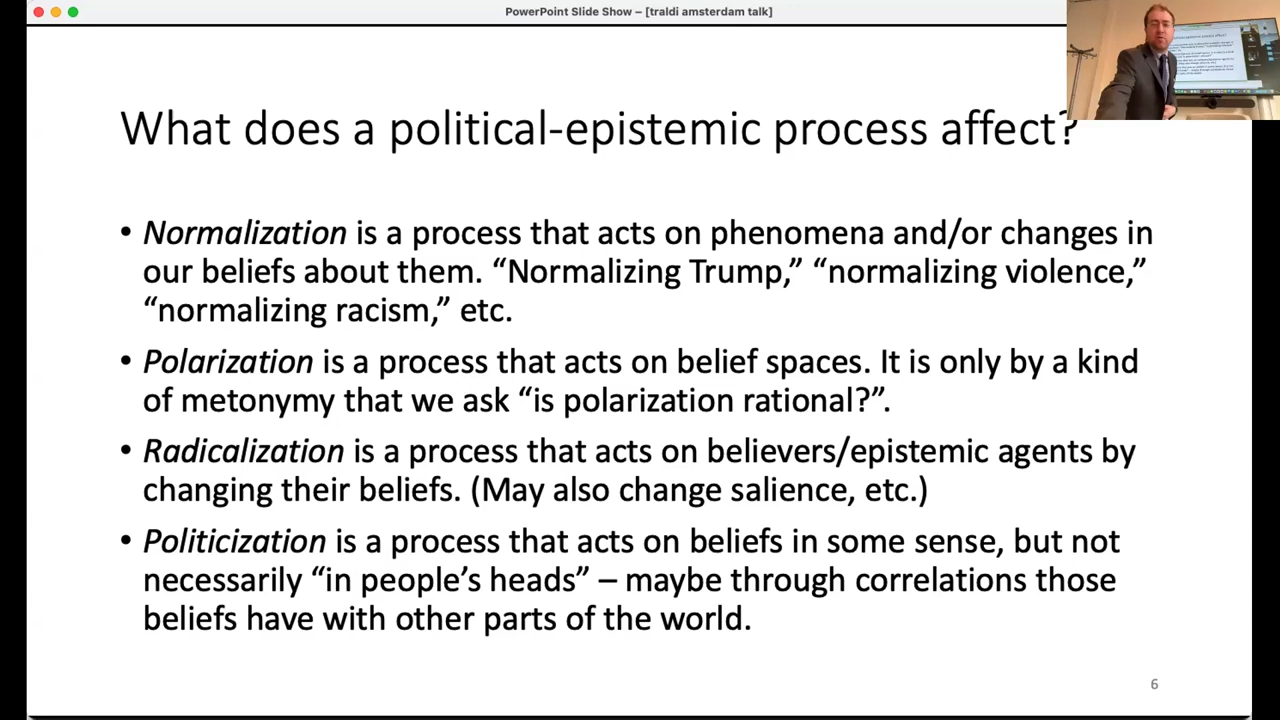 PowerPoint Slide Show – [traldi amsterdam talk]
What does a political-epistemic process affect?
• Normalization is a process that acts on phenomena and/or changes in
our beliefs about them. “Normalizing Trump,” “normalizing violence,”
“normalizing racism,” etc.
• Polarization is a process that acts on belief spaces. It is only by a kind
of metonymy that we ask “is polarization rational?”.
• Radicalization is a process that acts on believers/epistemic agents by
changing their beliefs. (May also change salience, etc.)
• Politicization is a process that acts on beliefs in some sense, but not
necessarily “in people’s heads” – maybe through correlations those
beliefs have with other parts of the world.
6